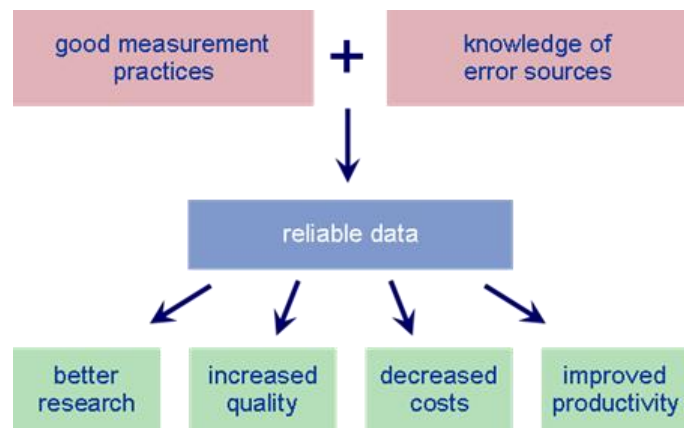 good measurement
practices
+
knowledge of
error sources
reliable data
better
research
increased
quality
decreased
costs
improved
productivity